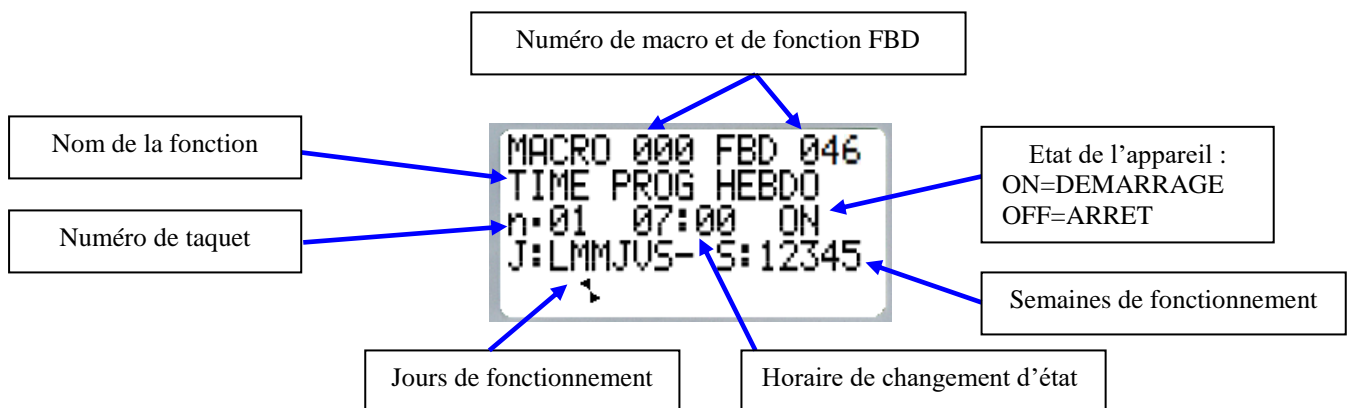 Numéro de macro et de fonction FBD
Nom de la fonction
Numéro de taquet
MACRO 000 FBD 046
TIME PROG HEBDO
n·01 07:00 ON
J:LMMJVS- S:12345
Etat de l’appareil :
ON=DEMARRAGE
OFF=ARRET
Semaines de fonctionnement
Jours de fonctionnement
Horaire de changement d’état